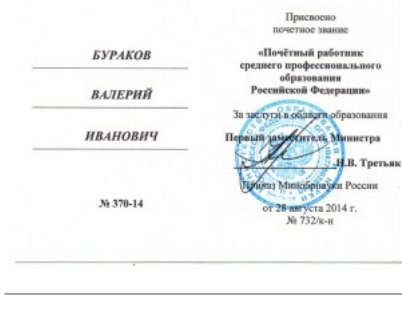 БУРАКОВ
ВАЛЕРИЙ
ИВАНОВИЧ
№ 370-14
Присвоено
почетное звание
«Почётный работник
среднего профессионального
образования
Российской Федерации»
За заслуги в области образования
Первый заместитель Министра
Н.В. Третьяк
Приказ Минобрнауки России
от 28 августа 2014 г.
№ 732/к-н